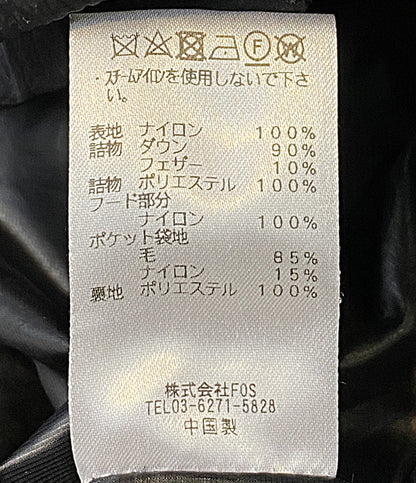 ・スチームアイロンを使用しないで下さ
い。
表地 ナイロン 100%
詰物 ダウン 90%
フェザー 10%
詰物 ポリエステル 100%
フード部分
ナイロン 100%
ポケット袋地
毛 85%
ナイロン 15%
裏地 ポリエステル 100%
株式会社FOS
TEL03-6271-5828
中国製